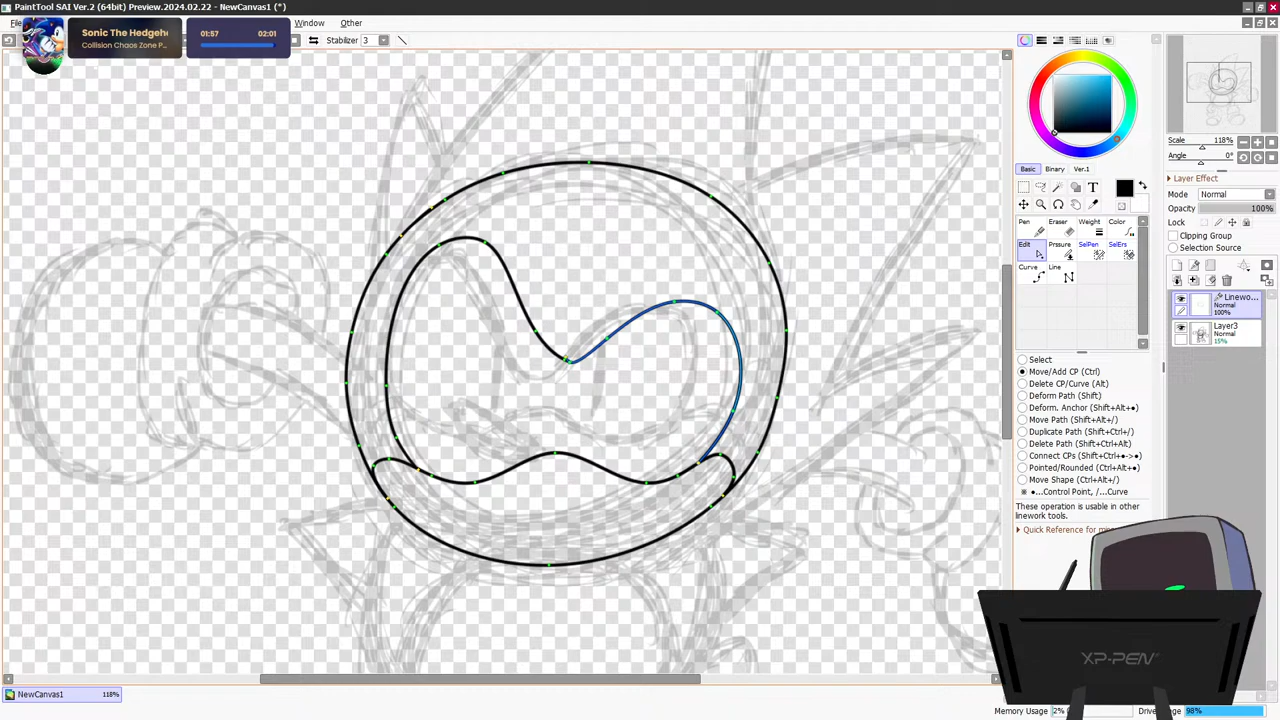 PaintTool SAI Ver.2 (64bit) Preview.2024.02.22 - NewCanvas1 (*)
Window Other
Sonic The Hedgeh
Collision Chaos Zone P...
01:57 02:01
Stabilizer 3
Scale 118%
Angle 0°
Basic Binary Ver.1
Layer Effect
Mode Normal
Opacity 100%
Lock
Clipping Group
Selection Source
Pen Eraser Weight Color
Edit Prssure SelPen SelErs
Curve Line
Linewo...
Normal
100%
Layer3
Normal
15%
Select
Move/Add CP (Ctrl)
Delete CP/Curve (Alt)
Deform Path (Shift)
Deform. Anchor (Shift+Alt+●)
Move Path (Shift+Alt+/)
Duplicate Path (Shift+Ctrl+/)
Delete Path (Shift+Ctrl+Alt)
Connect CPs (Shift+Ctrl+●->●)
Pointed/Rounded (Ctrl+Alt+●)
Move Shape (Ctrl+Alt+/)
※ ●...Control Point, /...Curve
These operation is usable in other
linework tools.
Quick Reference for
XP-PEN
NewCanvas1 118%
Memory Usage 2% 98%